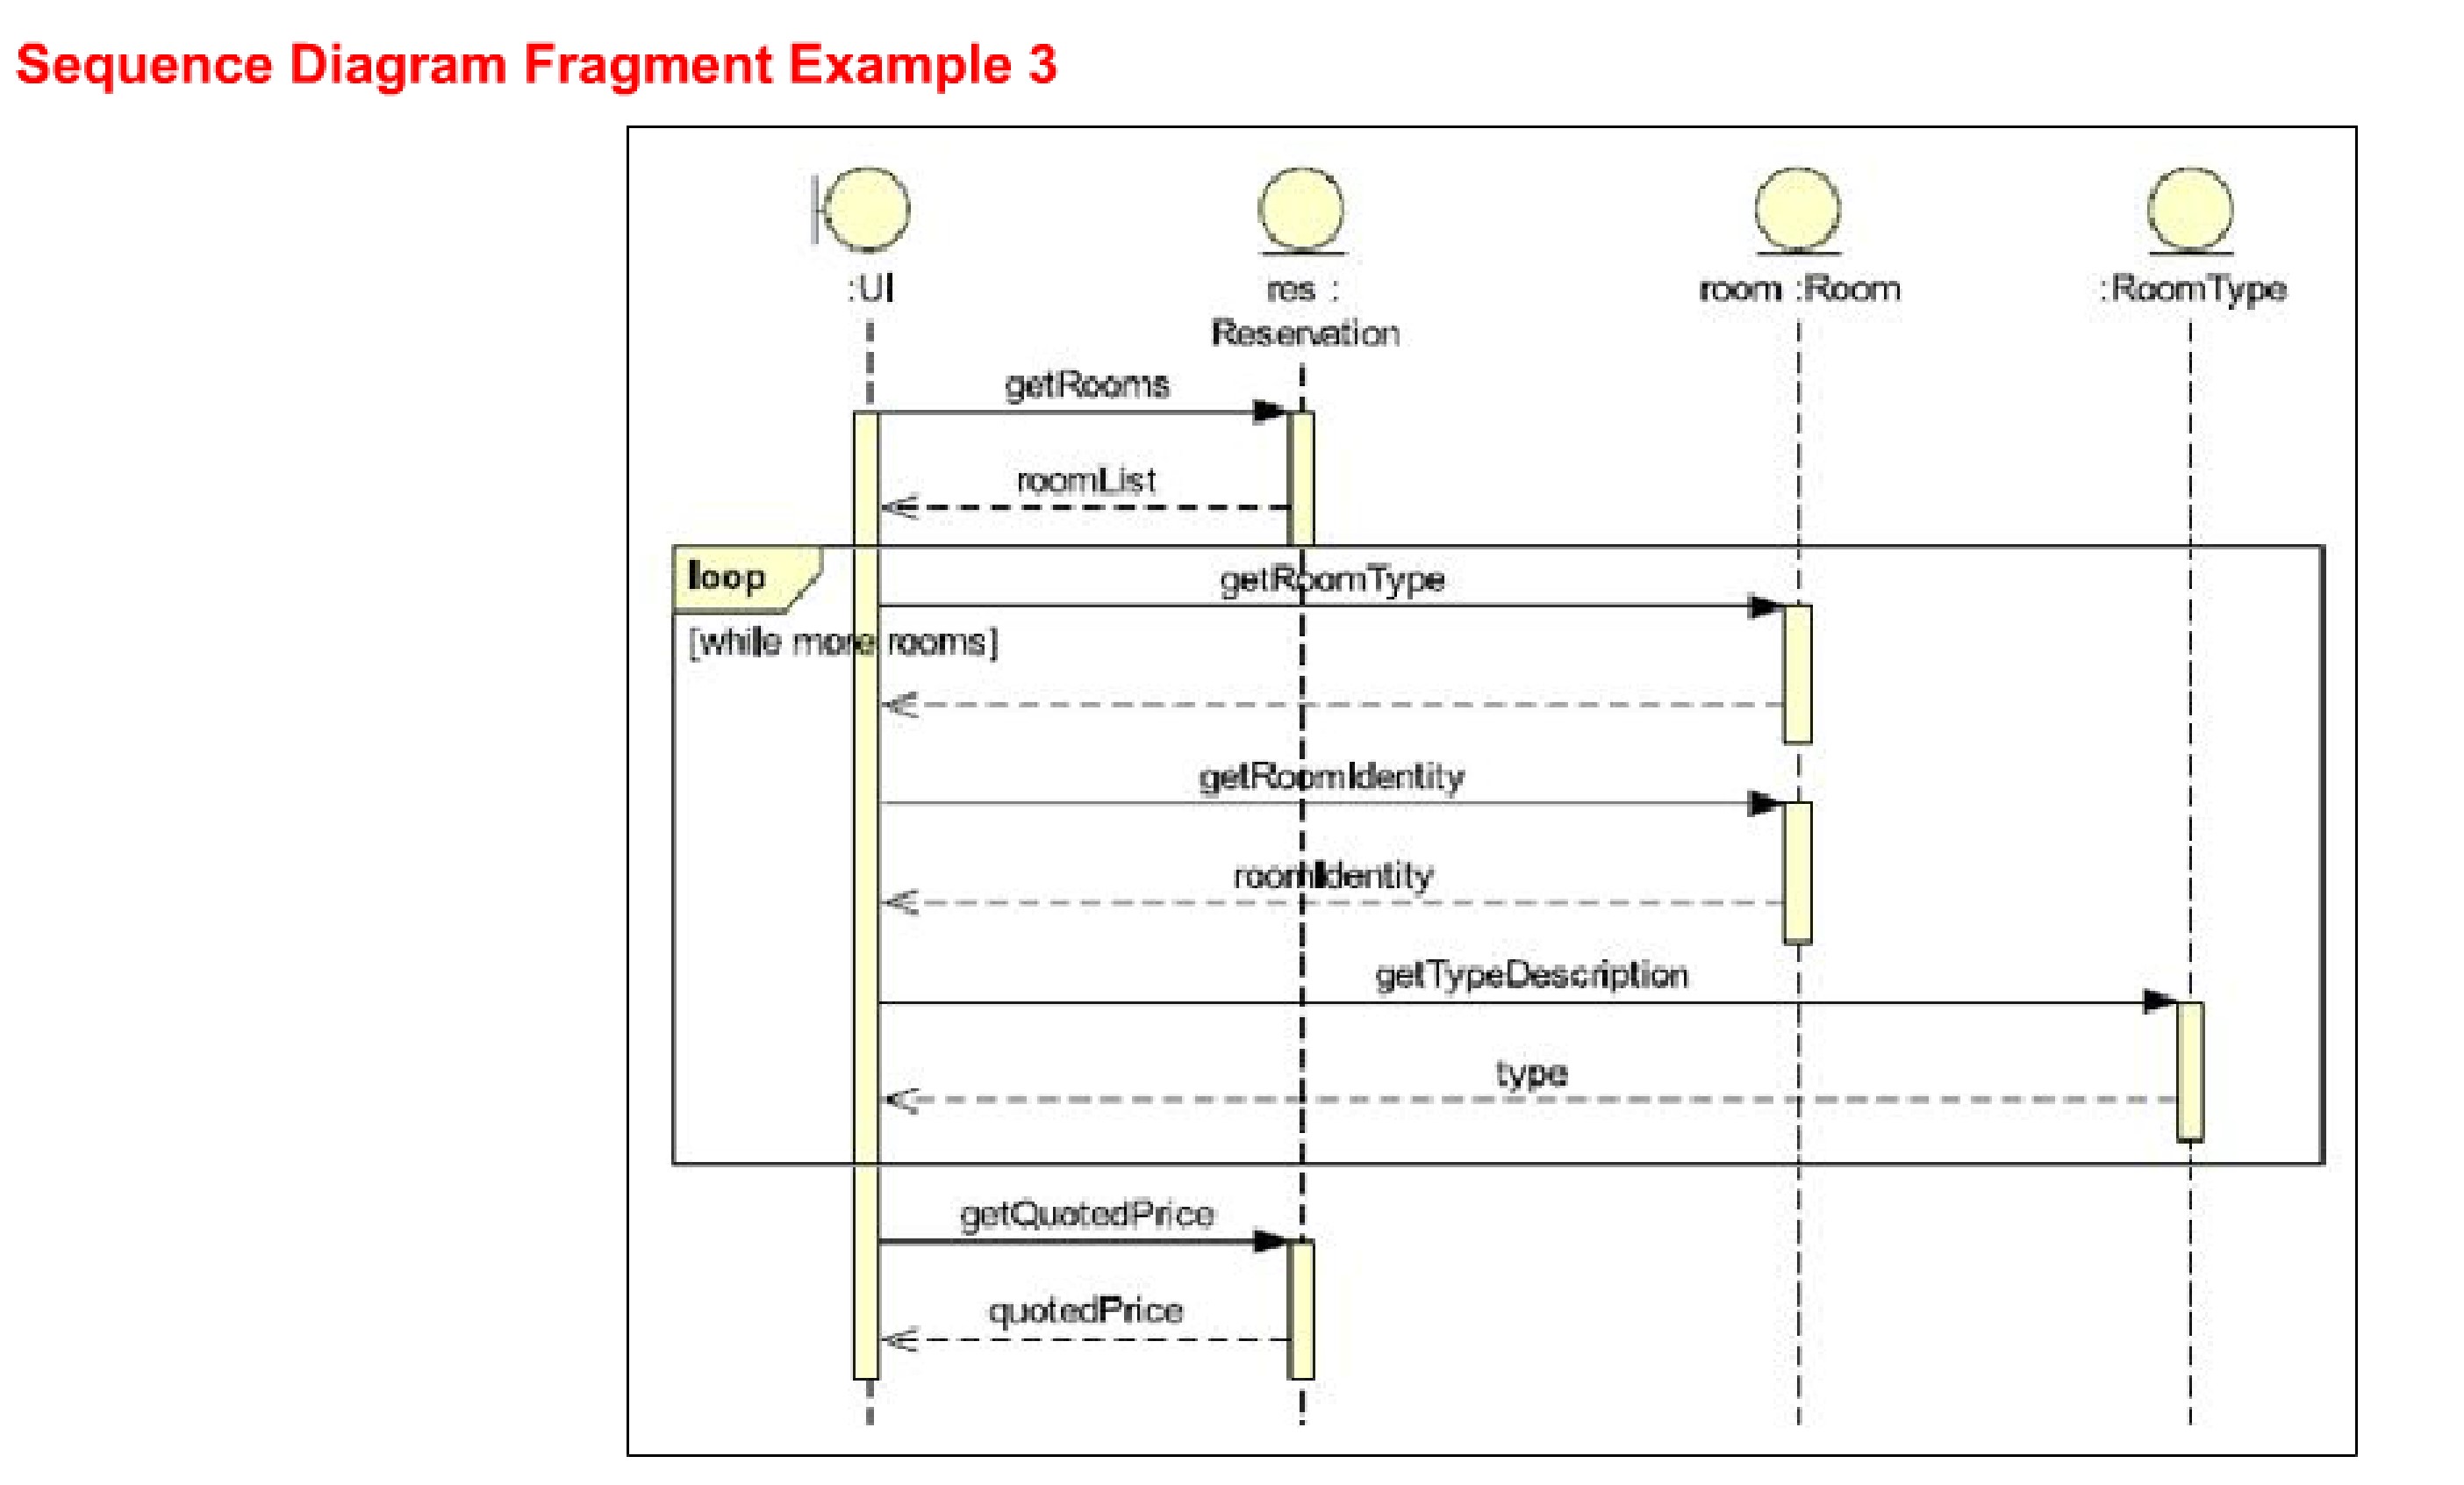 Sequence Diagram Fragment Example 3
:UI
res :
Reservation
room :Room
:RoomType
getRooms
roomList
loop
getRoomType
[while more rooms]
getRoomIdentity
roomIdentity
getTypeDescription
type
getQuotedPrice
quotedPrice